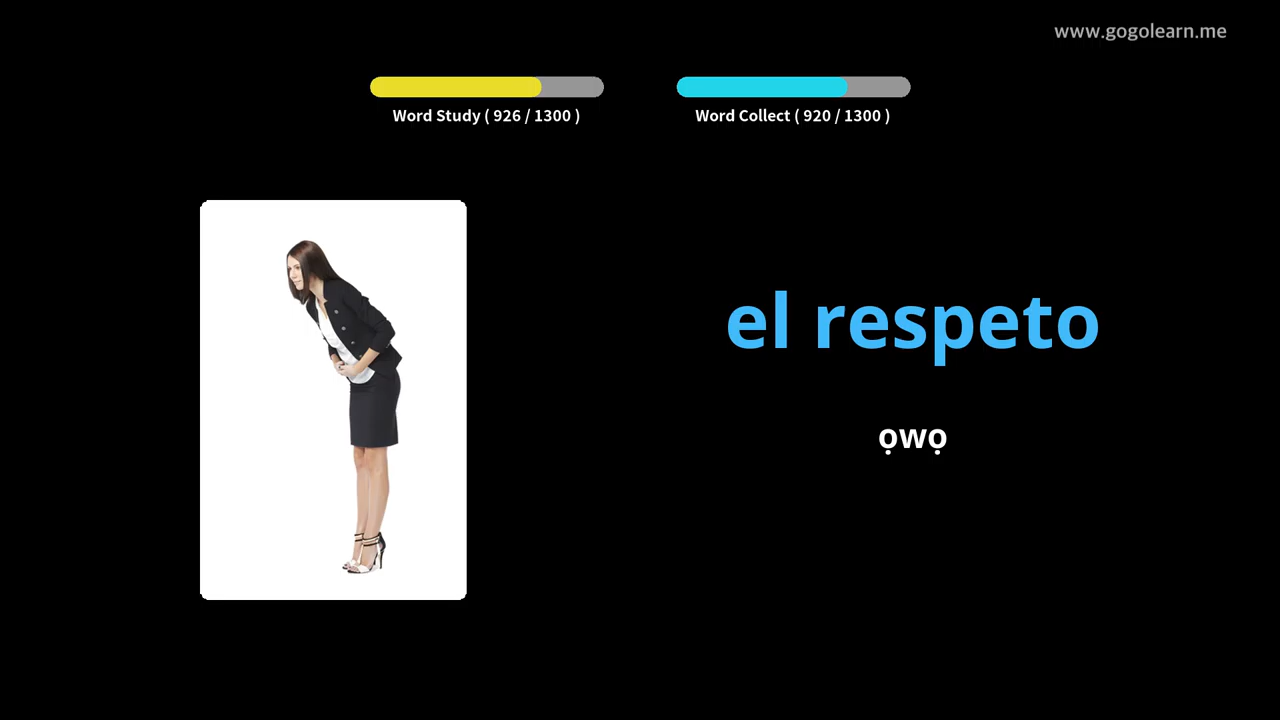 www.gogolearn.me
Word Study ( 926 / 1300 )
Word Collect ( 920 / 1300 )
el respeto
ọwọ